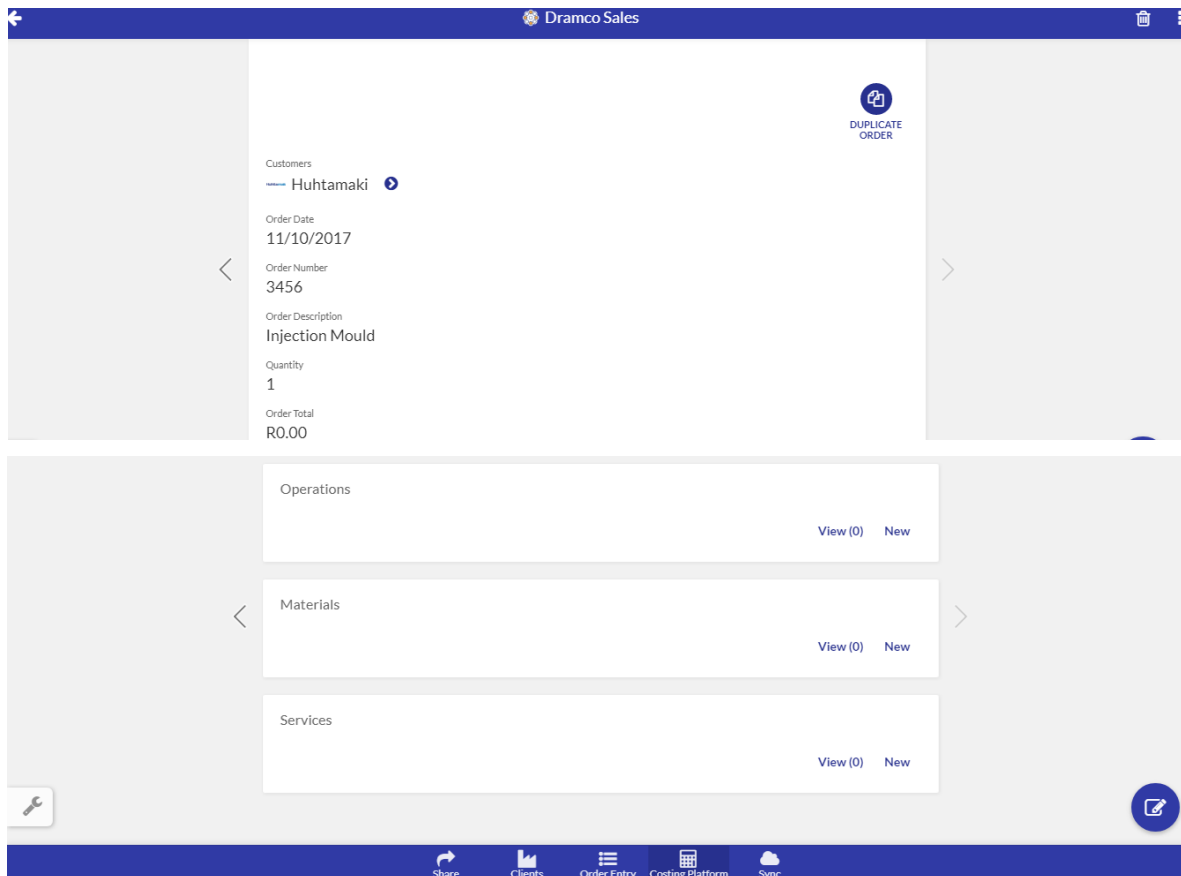 Dramco Sales
DUPLICATE
ORDER
Customers
Huhtamaki
Order Date
11/10/2017
Order Number
3456
Order Description
Injection Mould
Quantity
1
Order Total
R0.00
Operations
View (0) New
Materials
View (0) New
Services
View (0) New
Share Clients Order Entry Costing Platform Sync